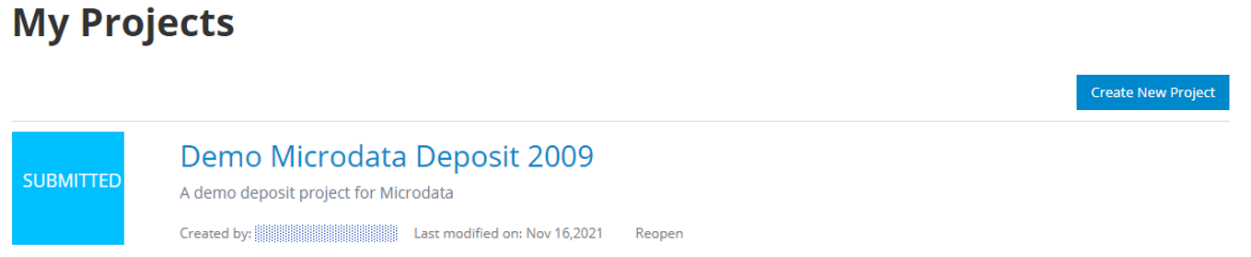 My Projects
Create New Project
SUBMITTED
Demo Microdata Deposit 2009
A demo deposit project for Microdata
Created by: Last modified on: Nov 16,2021 Reopen